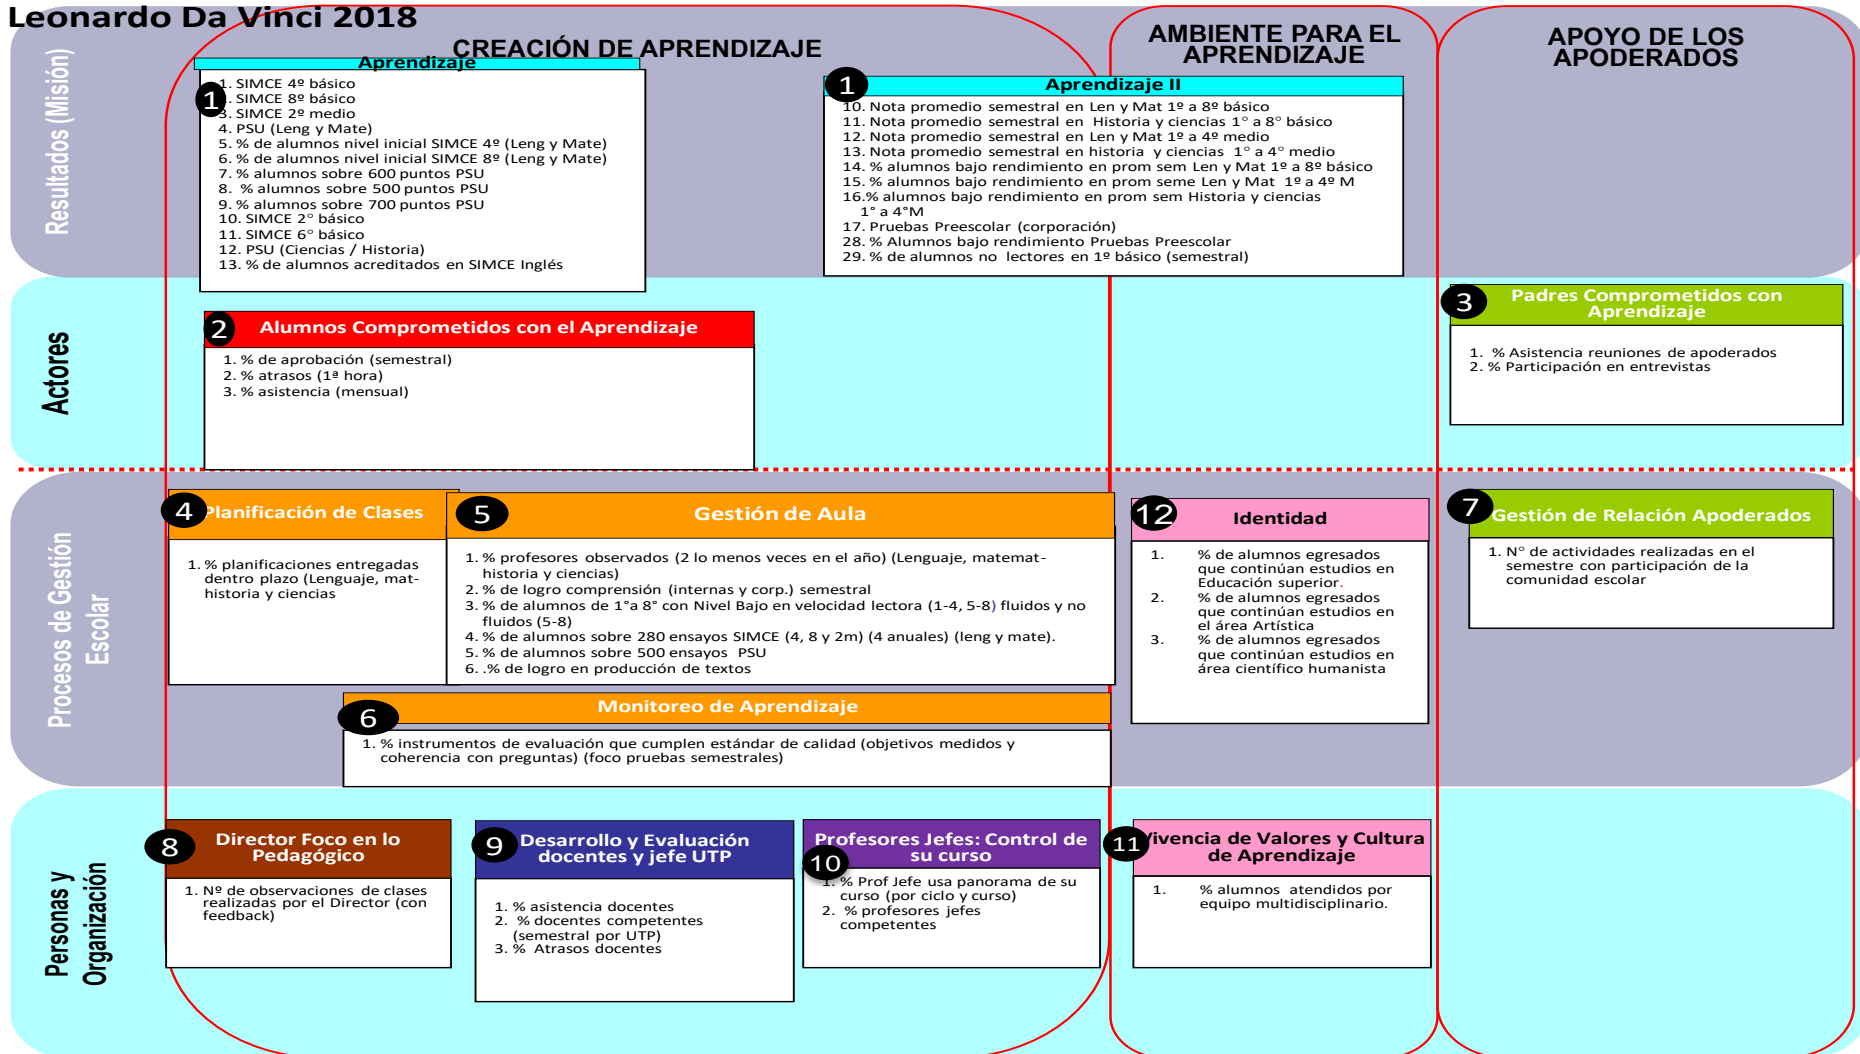 Leonardo Da Vinci 2018
CREACIÓN DE APRENDIZAJE
AMBIENTE PARA EL
APRENDIZAJE
APOYO DE LOS
APODERADOS
Resultados (Misión)
Aprendizaje
1
1. SIMCE 4º básico
2. SIMCE 8º básico
3. SIMCE 2º medio
4. PSU (Leng y Mate)
5. % de alumnos nivel inicial SIMCE 4º (Leng y Mate)
6. % de alumnos nivel inicial SIMCE 8º (Leng y Mate)
7. % alumnos sobre 600 puntos PSU
8. % alumnos sobre 500 puntos PSU
9. % alumnos sobre 700 puntos PSU
10. SIMCE 2° básico
11. SIMCE 6° básico
12. PSU (Ciencias / Historia)
13. % de alumnos acreditados en SIMCE Inglés
1
Aprendizaje II
10. Nota promedio semestral en Len y Mat 1º a 8º básico
11. Nota promedio semestral en Historia y ciencias 1° a 8° básico
12. Nota promedio semestral en Len y Mat 1º a 4º medio
13. Nota promedio semestral en historia y ciencias 1° a 4° medio
14. % alumnos bajo rendimiento en prom sem Len y Mat 1º a 8º básico
15. % alumnos bajo rendimiento en prom seme Len y Mat 1º a 4º M
16.% alumnos bajo rendimiento en prom sem Historia y ciencias
1° a 4°M
17. Pruebas Preescolar (corporación)
28. % Alumnos bajo rendimiento Pruebas Preescolar
29. % de alumnos no lectores en 1º básico (semestral)
Actores
2
Alumnos Comprometidos con el Aprendizaje
1. % de aprobación (semestral)
2. % atrasos (1ª hora)
3. % asistencia (mensual)
3
Padres Comprometidos con
Aprendizaje
1. % Asistencia reuniones de apoderados
2. % Participación en entrevistas
Procesos de Gestión
Escolar
4
Planificación de Clases
1. % planificaciones entregadas
dentro plazo (Lenguaje, mat-
historia y ciencias
5
Gestión de Aula
1. % profesores observados (2 lo menos veces en el año) (Lenguaje, matemat-
historia y ciencias)
2. % de logro comprensión (internas y corp.) semestral
3. % de alumnos de 1°a 8° con Nivel Bajo en velocidad lectora (1-4, 5-8) fluidos y no
fluidos (5-8)
4. % de alumnos sobre 280 ensayos SIMCE (4, 8 y 2m) (4 anuales) (leng y mate).
5. % de alumnos sobre 500 ensayos PSU
6. .% de logro en producción de textos
12
Identidad
1. % de alumnos egresados
que continúan estudios en
Educación superior.
2. % de alumnos egresados
que continúan estudios en
el área Artística
3. % de alumnos egresados
que continúan estudios en
área científico humanista
7
Gestión de Relación Apoderados
1. N° de actividades realizadas en el
semestre con participación de la
comunidad escolar
6
Monitoreo de Aprendizaje
1. % instrumentos de evaluación que cumplen estándar de calidad (objetivos medidos y
coherencia con preguntas) (foco pruebas semestrales)
Personas y
Organización
8
Director Foco en lo
Pedagógico
1. Nº de observaciones de clases
realizadas por el Director (con
feedback)
9
Desarrollo y Evaluación
docentes y jefe UTP
1. % asistencia docentes
2. % docentes competentes
(semestral por UTP)
3. % Atrasos docentes
10
Profesores Jefes: Control de
su curso
1. % Prof Jefe usa panorama de su
curso (por ciclo y curso)
2. % profesores jefes
competentes
11
Vivencia de Valores y Cultura
de Aprendizaje
1. % alumnos atendidos por
equipo multidisciplinario.